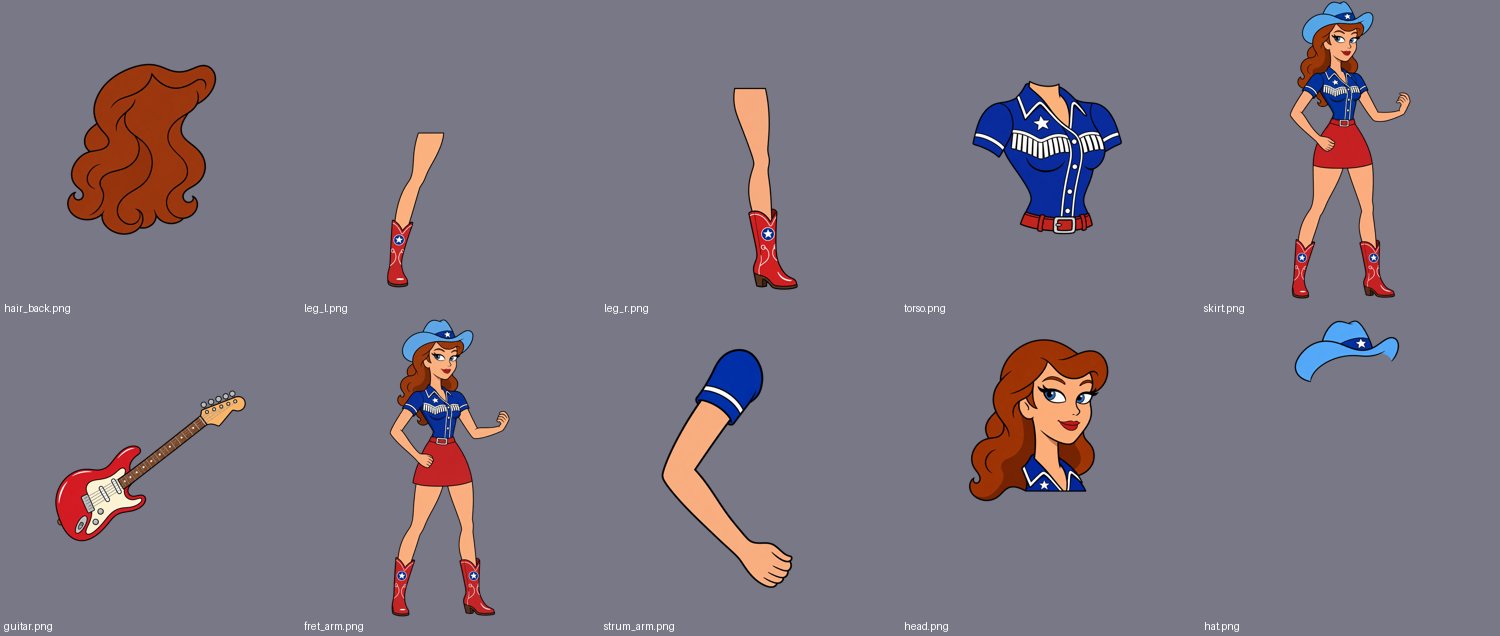 hair_back.png
leg_l.png
leg_r.png
torso.png
skirt.png
guitar.png
fret_arm.png
strum_arm.png
head.png
hat.png